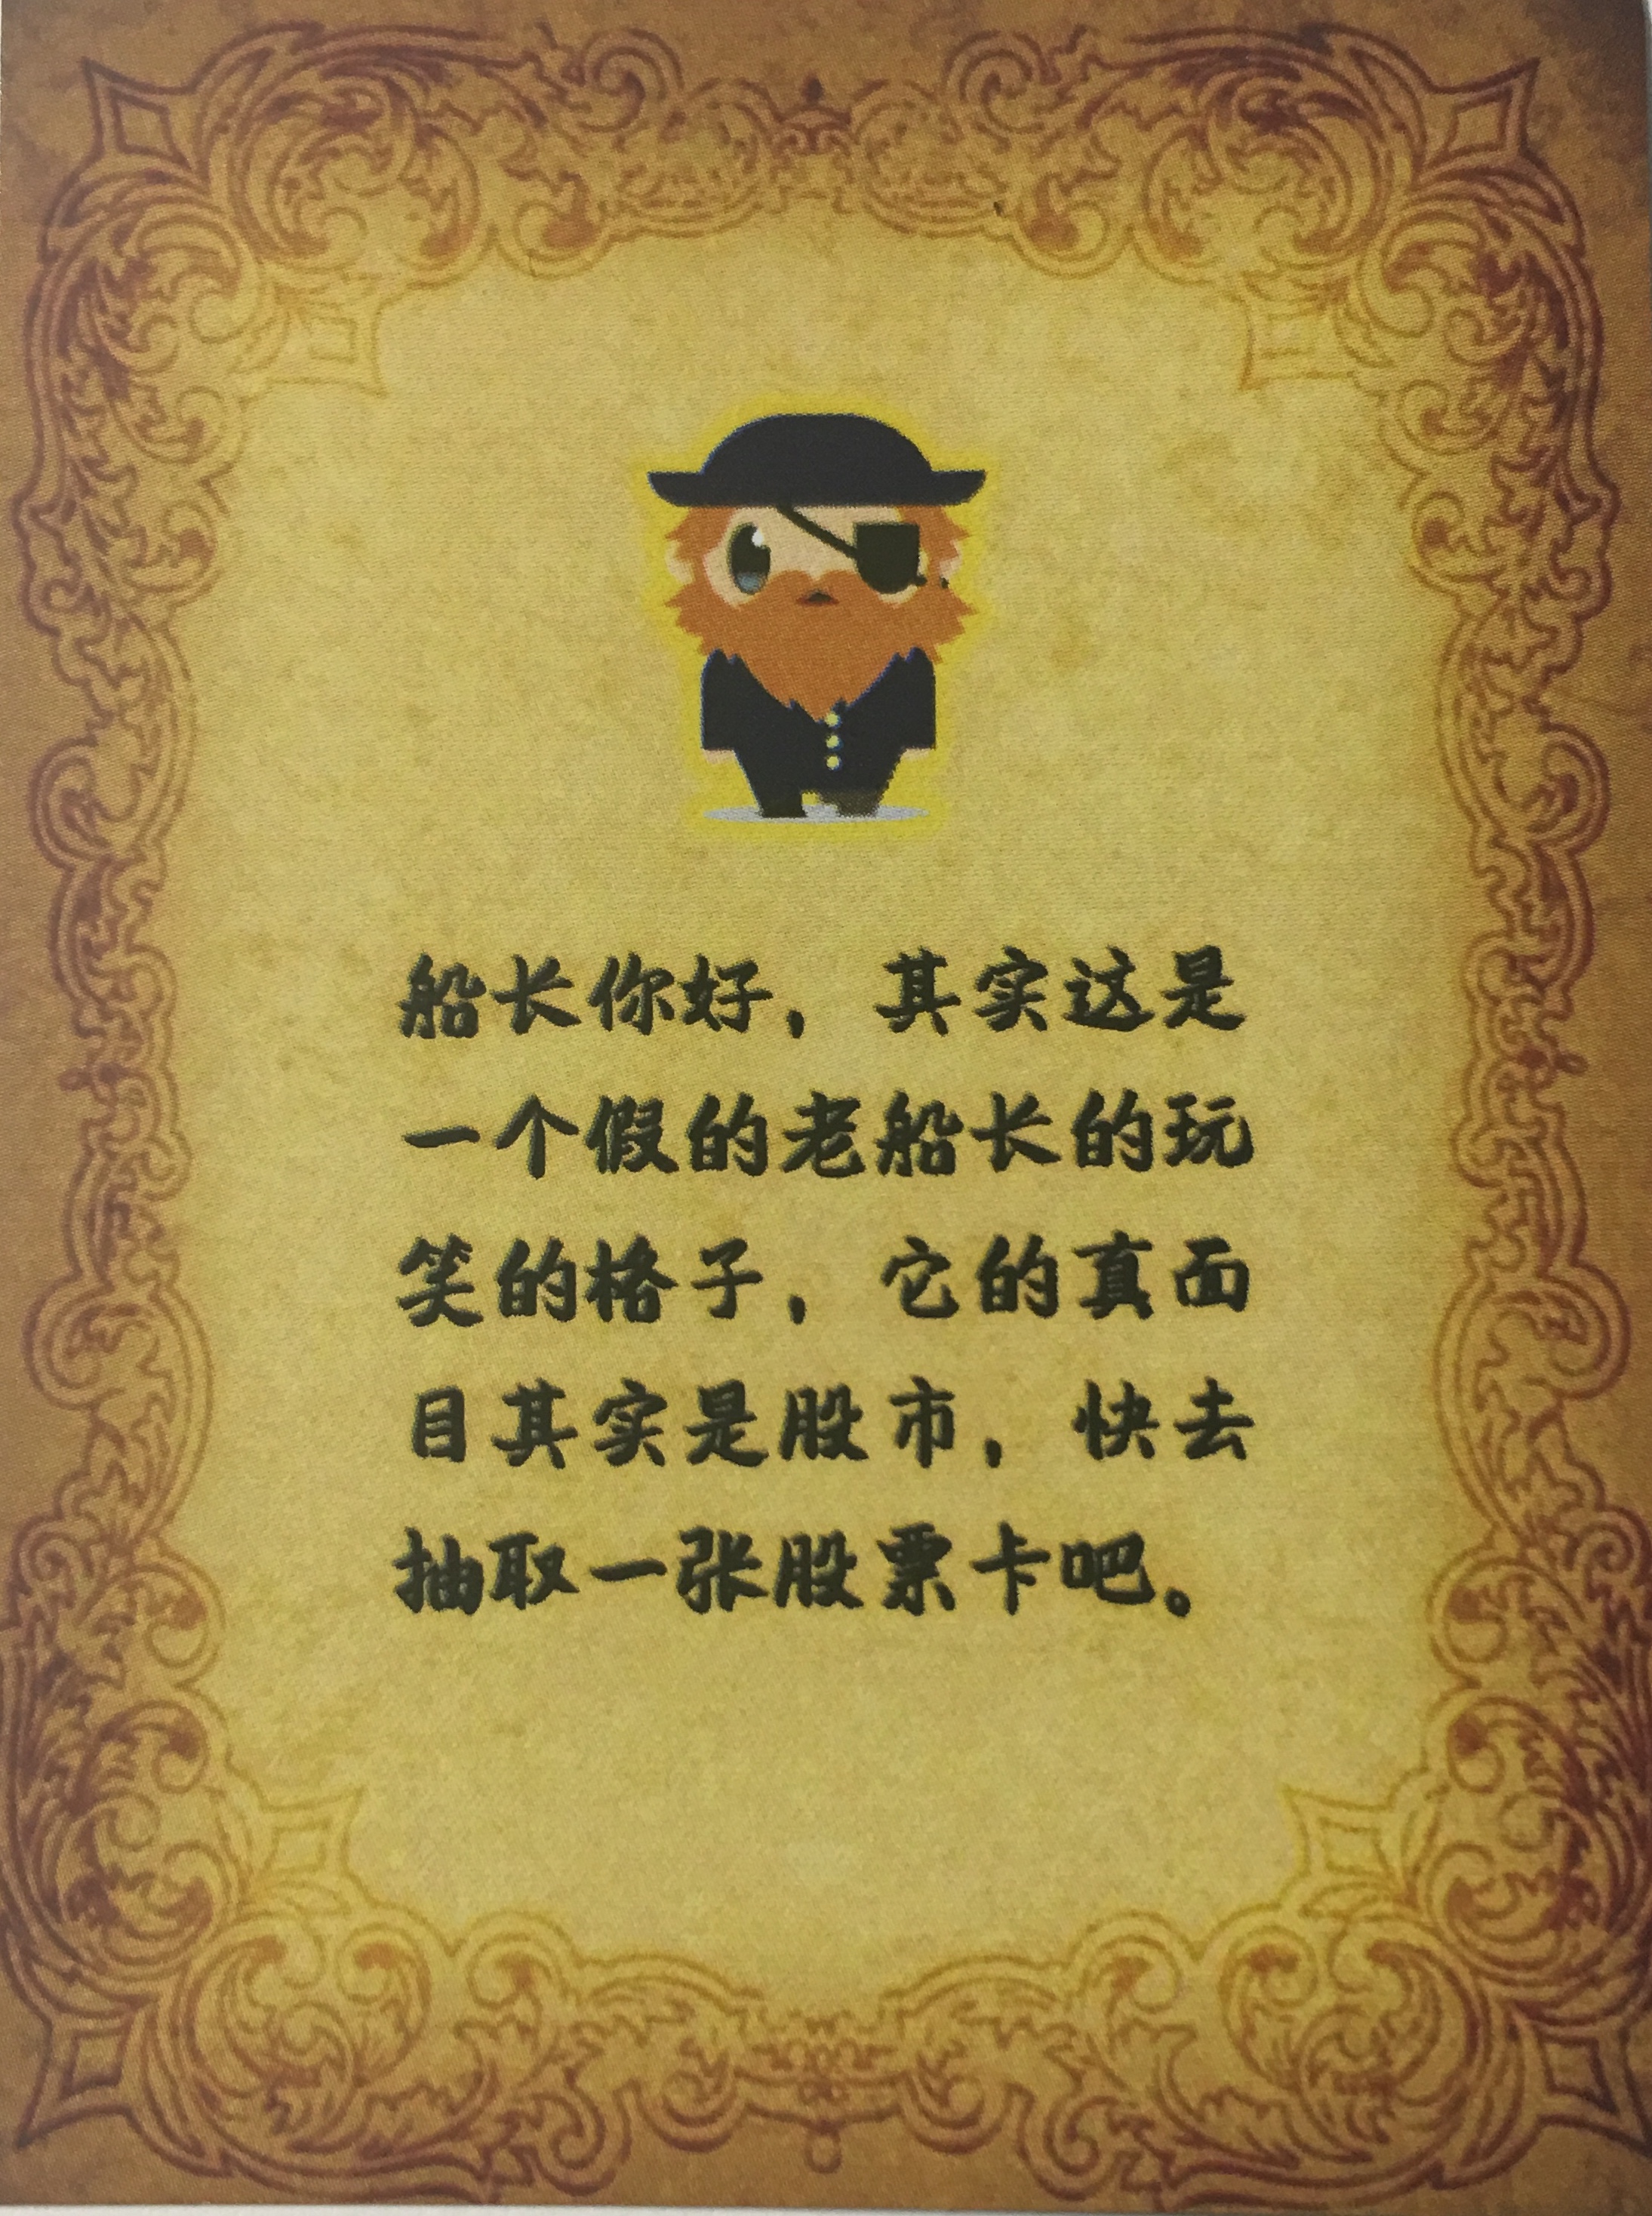 船长你好，其实这是
一个假的老船长的玩
笑的格子，它的真面
目其实是股市，快去
抽取一张股票卡吧。